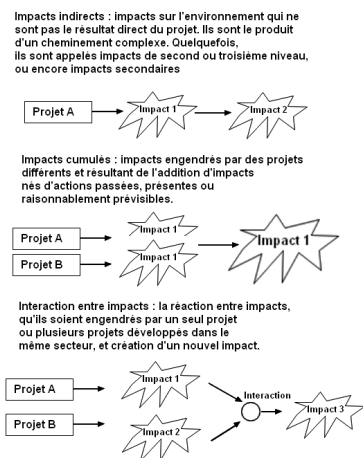 Impacts indirects : impacts sur l'environnement qui ne
sont pas le résultat direct du projet. Ils sont le produit
d'un cheminement complexe. Quelquefois,
ils sont appelés impacts de second ou troisième niveau,
ou encore impacts secondaires
Projet A
Impact 1
Impact 2
Impacts cumulés : impacts engendrés par des projets
différents et résultant de l'addition d'impacts
nés d'actions passées, présentes ou
raisonnablement prévisibles.
Projet A
Impact 1
Projet B
Impact 1
Impact 1
Interaction entre impacts : la réaction entre impacts,
qu'ils soient engendrés par un seul projet
ou plusieurs projets développés dans le
même secteur, et création d'un nouvel impact.
Projet A
Impact 1
Interaction
Impact 3
Projet B
Impact 2